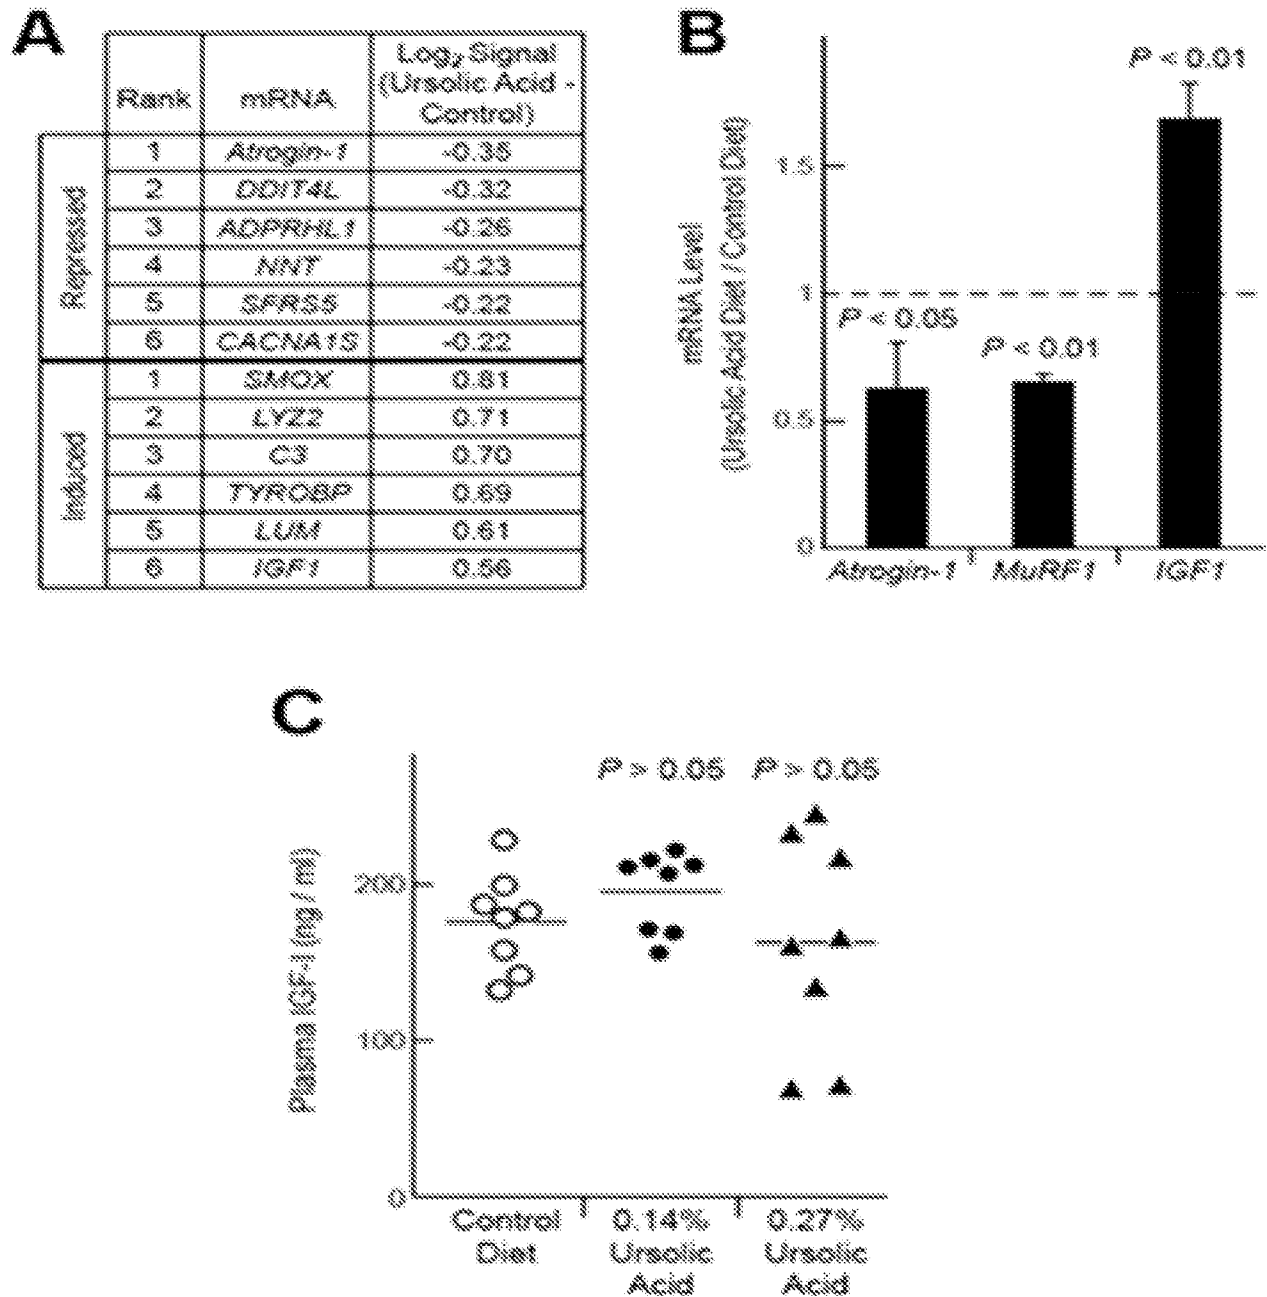 A
Rank mRNA Log₂ Signal
(Ursolic Acid -
Control)
Repressed
1 Atrogin-1 -0.35
2 DDIT4L -0.32
3 ADPRHL1 -0.26
4 NNT -0.23
5 SFRS5 -0.22
6 CACNA1S -0.22
Induced
1 SMOX 0.81
2 LYZ2 0.71
3 C3 0.70
4 TYROBP 0.69
5 LUM 0.61
6 IGF1 0.56
B
mRNA Level
(Ursolic Acid Diet / Control Diet)
1.5
1
0.5
0
P < 0.05
P < 0.01
P < 0.01
Atrogin-1 MuRF1 IGF1
C
Plasma IGF-I (ng / ml)
200
100
0
P > 0.05 P > 0.05
Control
Diet
0.14%
Ursolic
Acid
0.27%
Ursolic
Acid